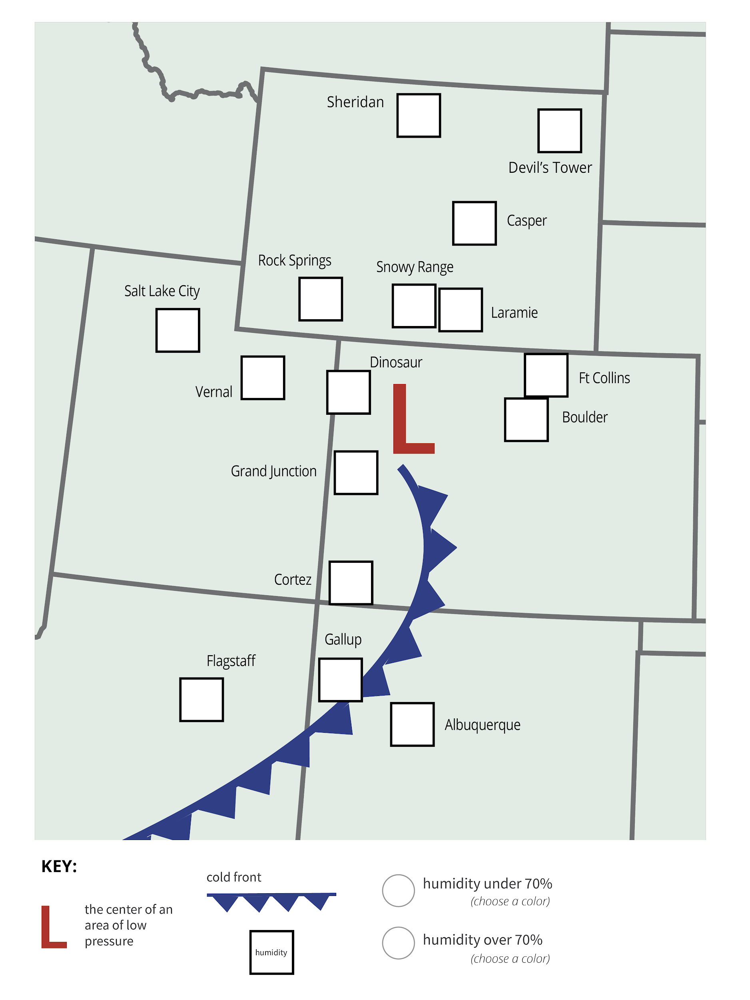 Sheridan
Devil’s Tower
Casper
Rock Springs
Snowy Range
Salt Lake City
Laramie
Dinosaur
Ft Collins
Vernal
L
Boulder
Grand Junction
Cortez
Gallup
Flagstaff
Albuquerque
KEY:
L
the center of an
area of low
pressure
cold front
humidity
humidity under 70%
(choose a color)
humidity over 70%
(choose a color)